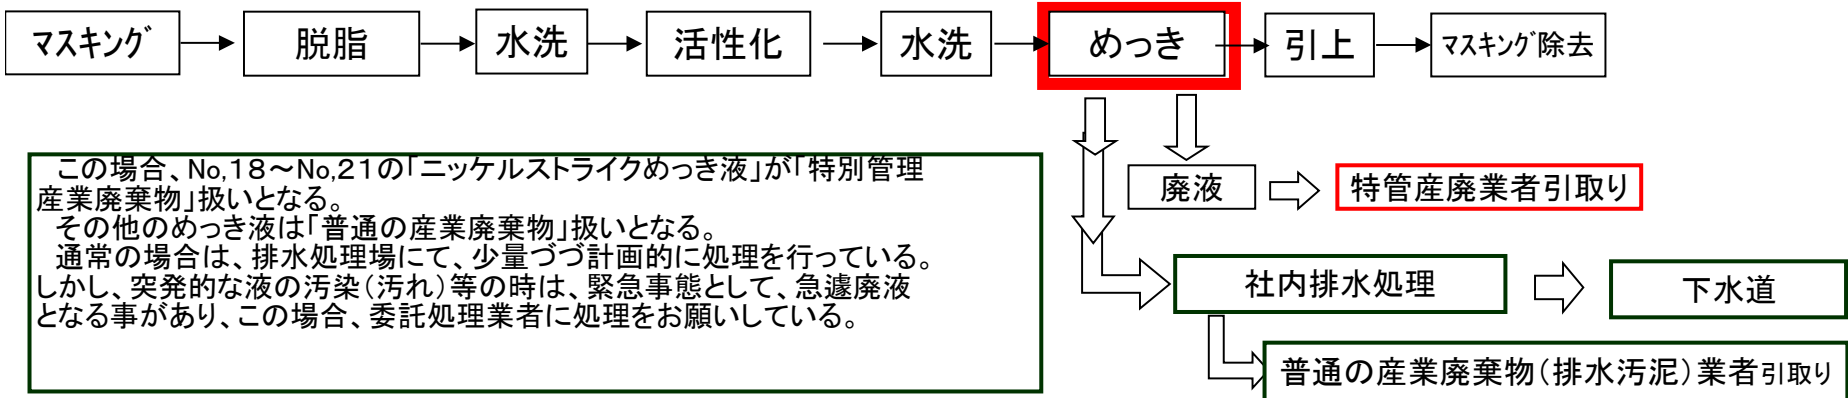 マスキング
脱脂
水洗
活性化
水洗
めっき
引上
マスキング除去
この場合、No,18～No,21の「ニッケルストライクめっき液」が「特別管理
産業廃棄物」扱いとなる。
その他のめっき液は「普通の産業廃棄物」扱いとなる。
通常の場合は、排水処理場にて、少量づづ計画的に処理を行っている。
しかし、突発的な液の汚染（汚れ）等の時は、緊急事態として、急遽廃液
となる事があり、この場合、委託処理業者に処理をお願いしている。
廃液
特管産廃業者引取り
社内排水処理
下水道
普通の産業廃棄物（排水汚泥）業者引取り